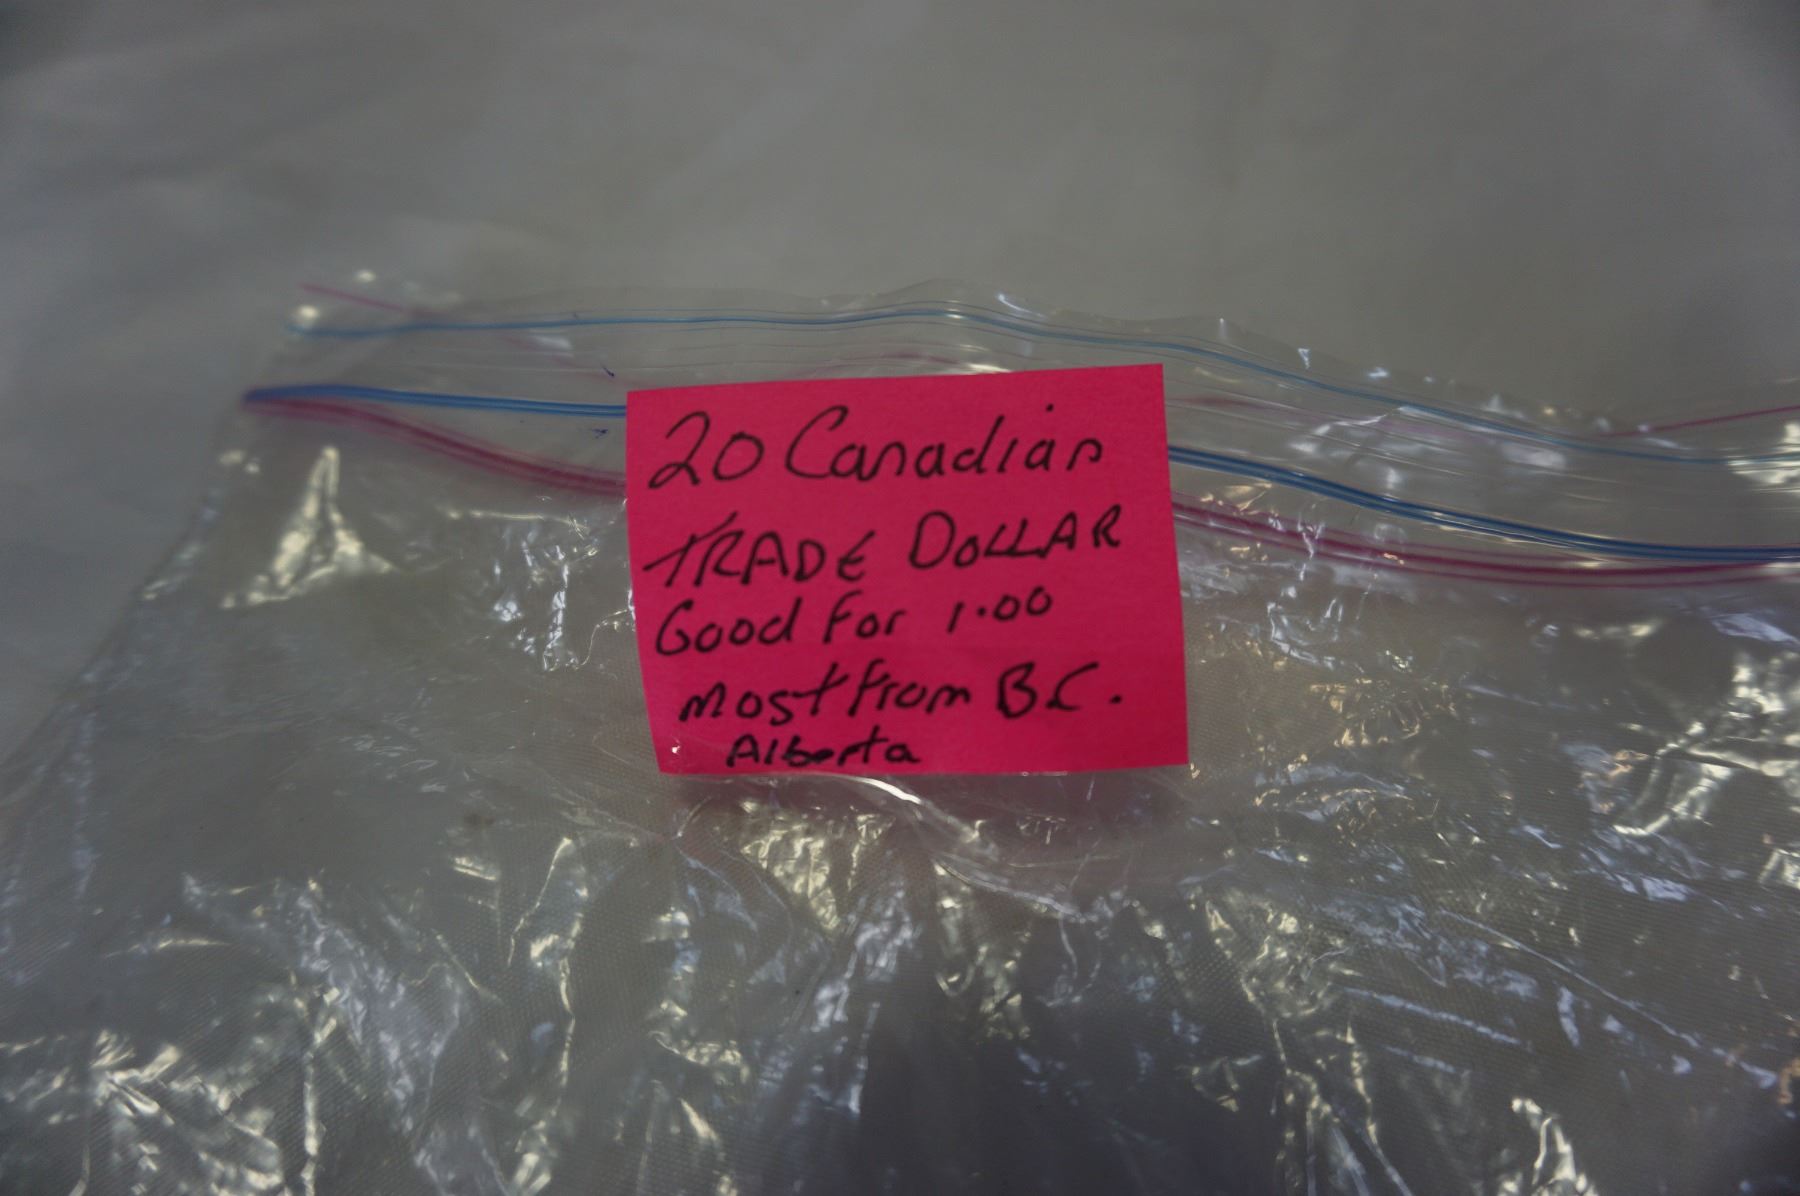 20 Canadian
TRADE DOLLAR
Good For 1.00
most from B.C.
Alberta